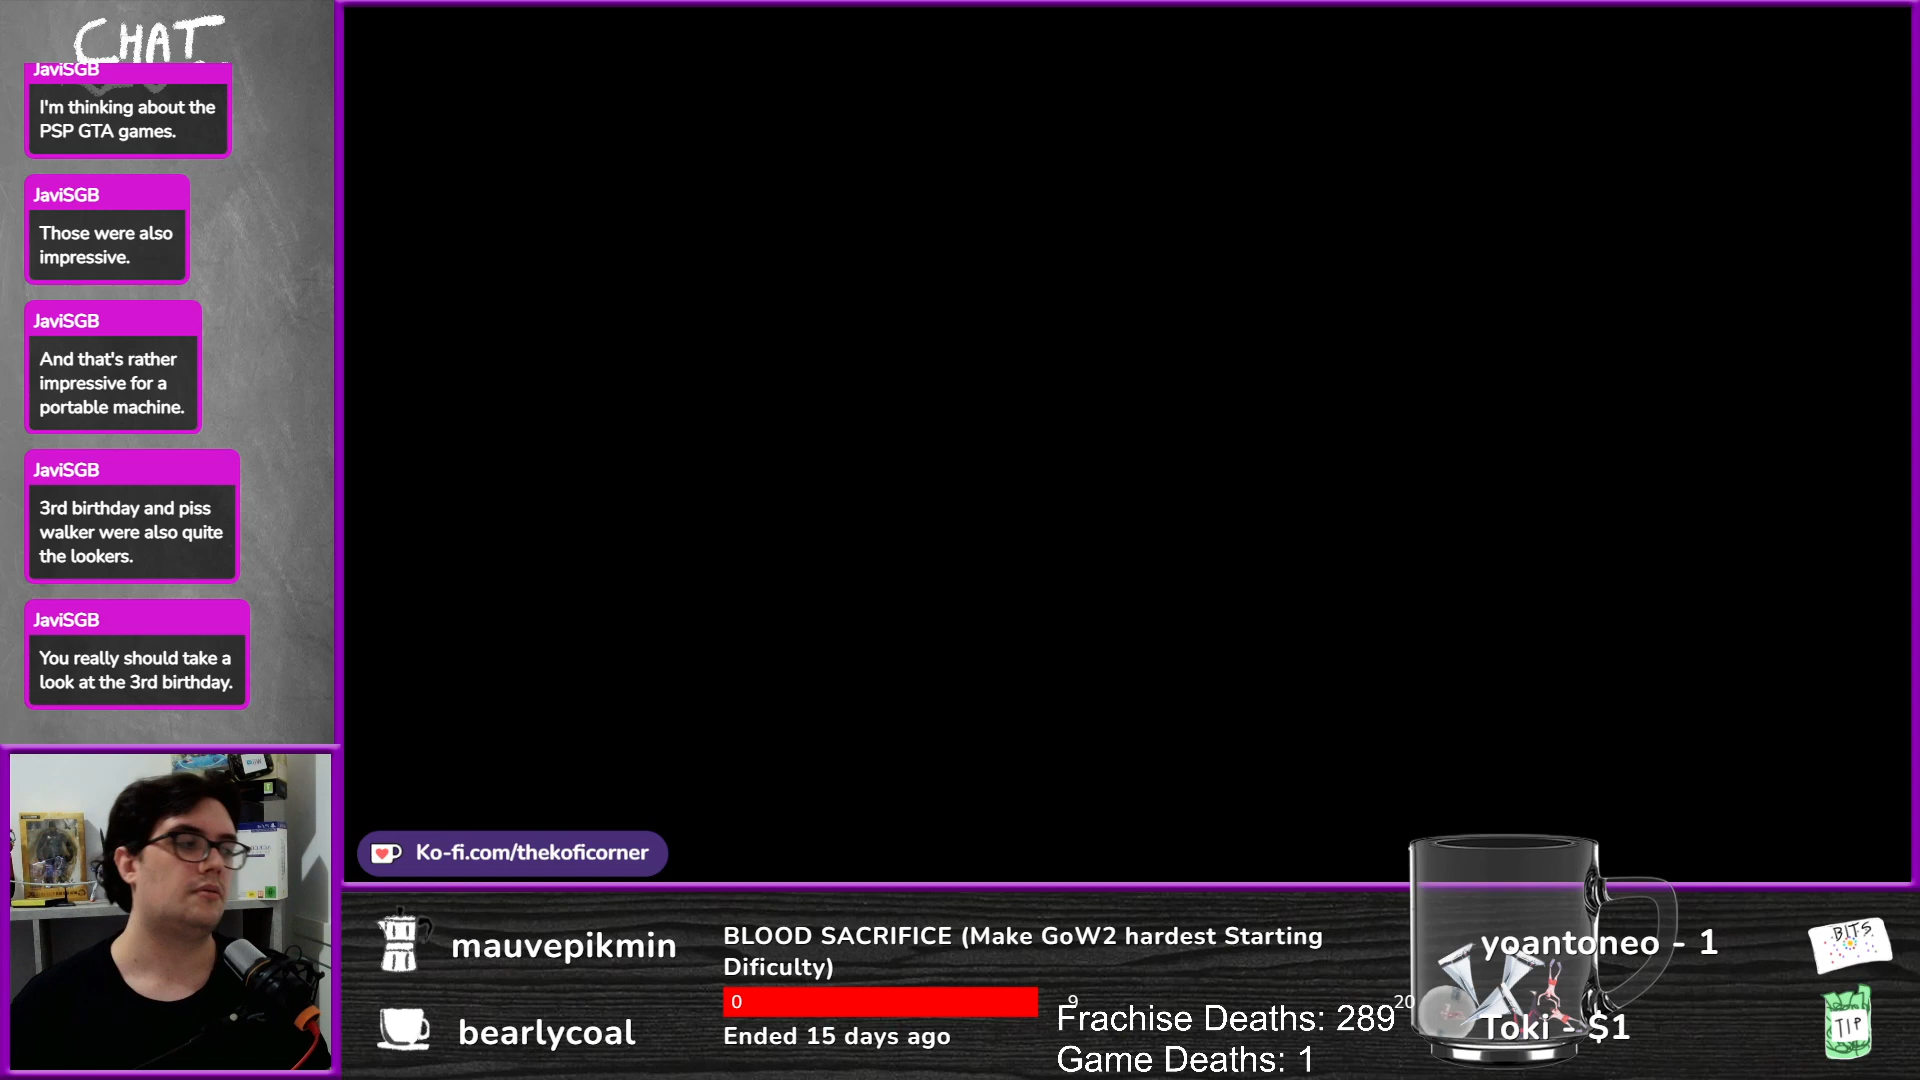 CHAT
JaviSGB
I'm thinking about the
PSP GTA games.
JaviSGB
Those were also
impressive.
JaviSGB
And that's rather
impressive for a
portable machine.
JaviSGB
3rd birthday and piss
walker were also quite
the lookers.
JaviSGB
You really should take a
look at the 3rd birthday.
Ko-fi.com/thekoficorner
mauvepikmin
bearlycoal
BLOOD SACRIFICE (Make GoW2 hardest Starting
Dificulty)
0 9 20
Ended 15 days ago
Frachise Deaths: 289
Game Deaths: 1
yoantoneo - 1
Toki - $1
BITS
TIP